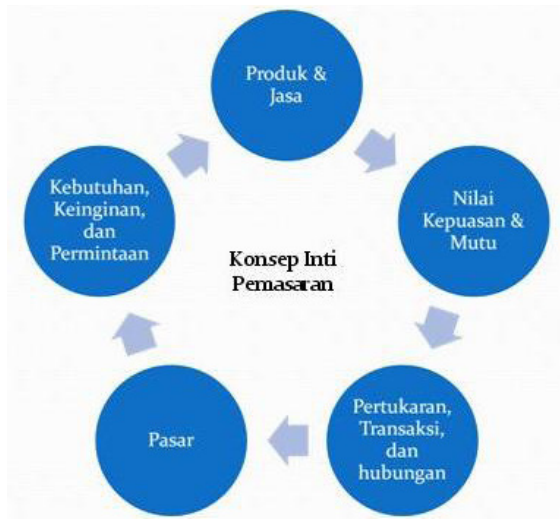 Produk &
Jasa
Nilai
Kepuasan &
Mutu
Pertukaran,
Transaksi,
dan
hubungan
Pasar
Kebutuhan,
Keinginan,
dan
Permintaan
Konsep Inti
Pemasaran